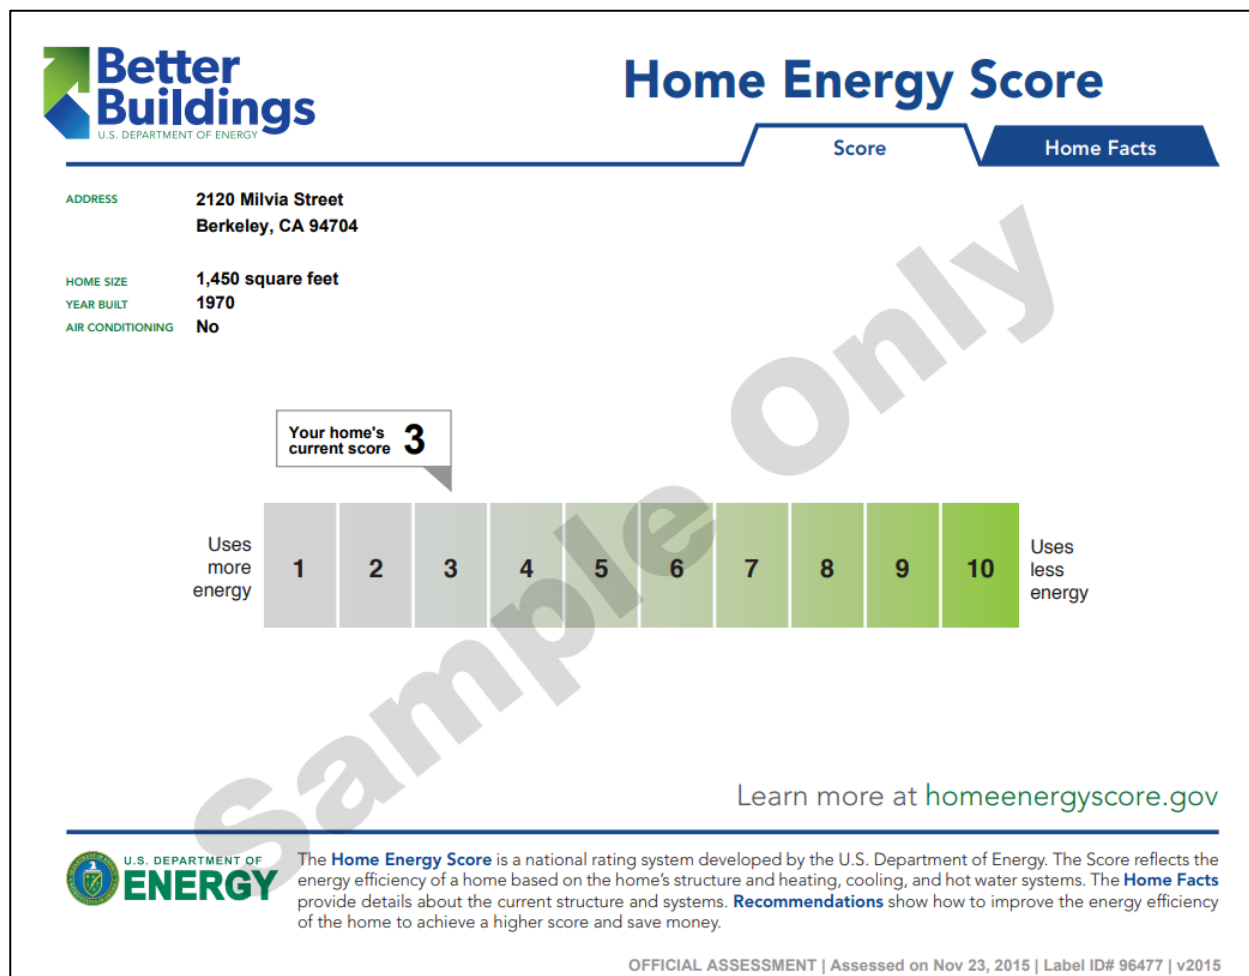 Better
Buildings
U.S. DEPARTMENT OF ENERGY
Home Energy Score
Score
Home Facts
ADDRESS 2120 Milvia Street
Berkeley, CA 94704
HOME SIZE 1,450 square feet
YEAR BUILT 1970
AIR CONDITIONING No
Your home's
current score 3
Uses
more
energy
1 2 3 4 5 6 7 8 9 10
Uses
less
energy
Sample Only
Learn more at homeenergyscore.gov
U.S. DEPARTMENT OF
ENERGY
The Home Energy Score is a national rating system developed by the U.S. Department of Energy. The Score reflects the
energy efficiency of a home based on the home's structure and heating, cooling, and hot water systems. The Home Facts
provide details about the current structure and systems. Recommendations show how to improve the energy efficiency
of the home to achieve a higher score and save money.
OFFICIAL ASSESSMENT | Assessed on Nov 23, 2015 | Label ID# 96477 | v2015